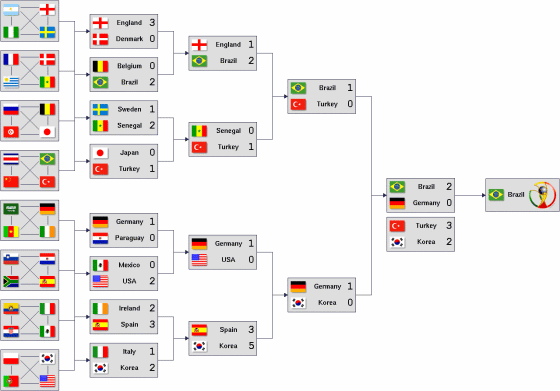 England 3
Denmark 0
Belgium 0
Brazil 2
Sweden 1
Senegal 2
Japan 0
Turkey 1
Germany 1
Paraguay 0
Mexico 0
USA 2
Ireland 2
Spain 3
Italy 1
Korea 2
England 1
Brazil 2
Senegal 0
Turkey 1
Germany 1
USA 0
Spain 3
Korea 5
Brazil 1
Turkey 0
Germany 1
Korea 0
Brazil 2
Germany 0
Turkey 3
Korea 2
Brazil